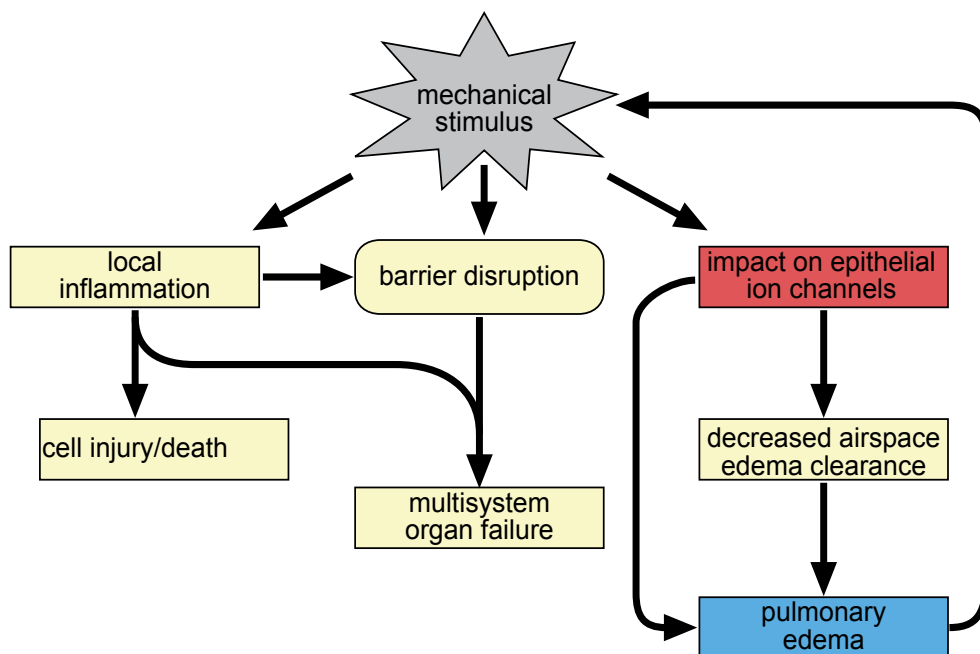 mechanical
stimulus
local
inflammation
barrier disruption
impact on epithelial
ion channels
cell injury/death
decreased airspace
edema clearance
multisystem
organ failure
pulmonary
edema